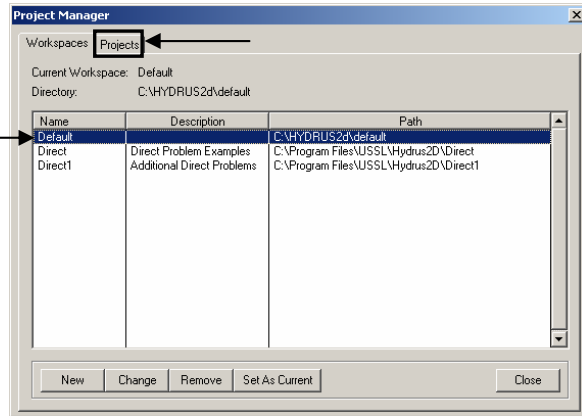 Project Manager
Workspaces Projects
Current Workspace: Default
Directory: C:\HYDRUS2d\default
Name Description Path
Default C:\HYDRUS2d\default
Direct Direct Problem Examples C:\Program Files\USSL\Hydrus2D\Direct
Direct1 Additional Direct Problems C:\Program Files\USSL\Hydrus2D\Direct1
New Change Remove Set As Current Close